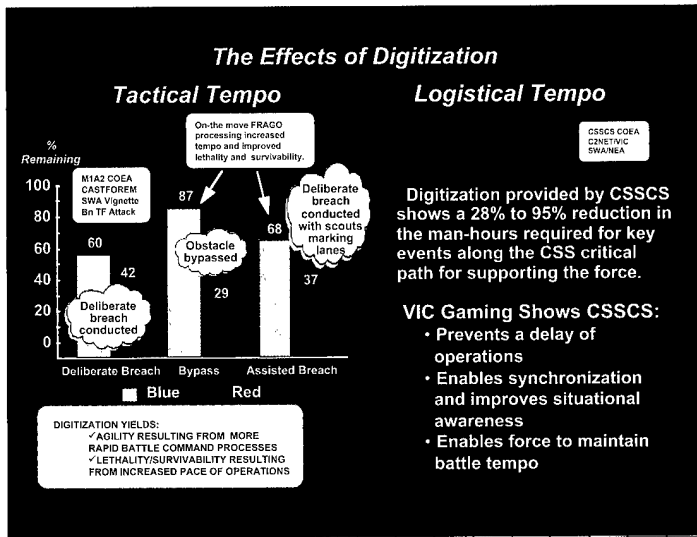 The Effects of Digitization
Tactical Tempo
On-the move FRAGO
processing increased
tempo and improved
lethality and survivability.
%
Remaining
M1A2 COEA
CASTFOREM
SWA Vignette
Bn TF Attack
100
80
60
40
20
0
60
42
87
29
68
37
Deliberate
breach
conducted
Obstacle
bypassed
Deliberate
breach
conducted
with scouts
marking
lanes
Deliberate Breach
Bypass
Assisted Breach
Blue
Red
DIGITIZATION YIELDS:
✓AGILITY RESULTING FROM MORE
RAPID BATTLE COMMAND PROCESSES
✓LETHALITY/SURVIVABILITY RESULTING
FROM INCREASED PACE OF OPERATIONS
Logistical Tempo
CSSCS COEA
C2NET/VIC
SWA/NEA
Digitization provided by CSSCS
shows a 28% to 95% reduction in
the man-hours required for key
events along the CSS critical
path for supporting the force.
VIC Gaming Shows CSSCS:
• Prevents a delay of
operations
• Enables synchronization
and improves situational
awareness
• Enables force to maintain
battle tempo